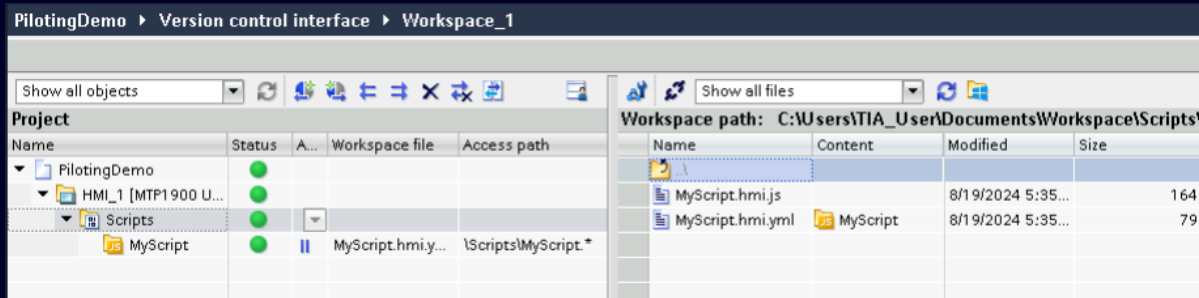 PilotingDemo ▸ Version control interface ▸ Workspace_1
Show all objects
Show all files
Project
Workspace path: C:\Users\TIA_User\Documents\Workspace\Scripts\
Name Status A... Workspace file Access path
Name Content Modified Size
PilotingDemo
..\
HMI_1 [MTP1900 U...
MyScript.hmi.js 8/19/2024 5:35... 164
Scripts
MyScript.hmi.yml MyScript 8/19/2024 5:35... 79
MyScript MyScript.hmi.y... \Scripts\MyScript.*